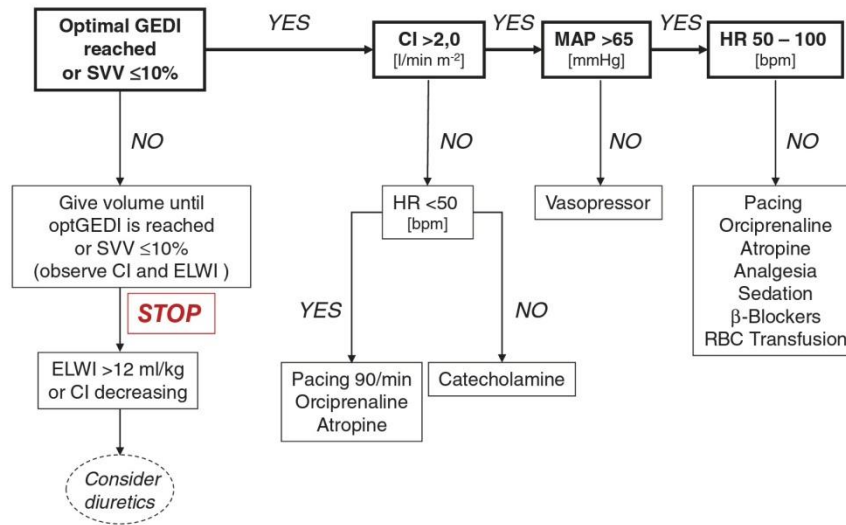 Optimal GEDI
reached
or SVV ≤10%
YES
CI >2,0
[l/min m-2]
YES
MAP >65
[mmHg]
YES
HR 50 – 100
[bpm]
NO
NO
NO
NO
Give volume until
optGEDI is reached
or SVV ≤10%
(observe CI and ELWI )
HR <50
[bpm]
Vasopressor
Pacing
Orciprenaline
Atropine
Analgesia
Sedation
β-Blockers
RBC Transfusion
STOP
YES
NO
ELWI >12 ml/kg
or CI decreasing
Pacing 90/min
Orciprenaline
Atropine
Catecholamine
Consider
diuretics